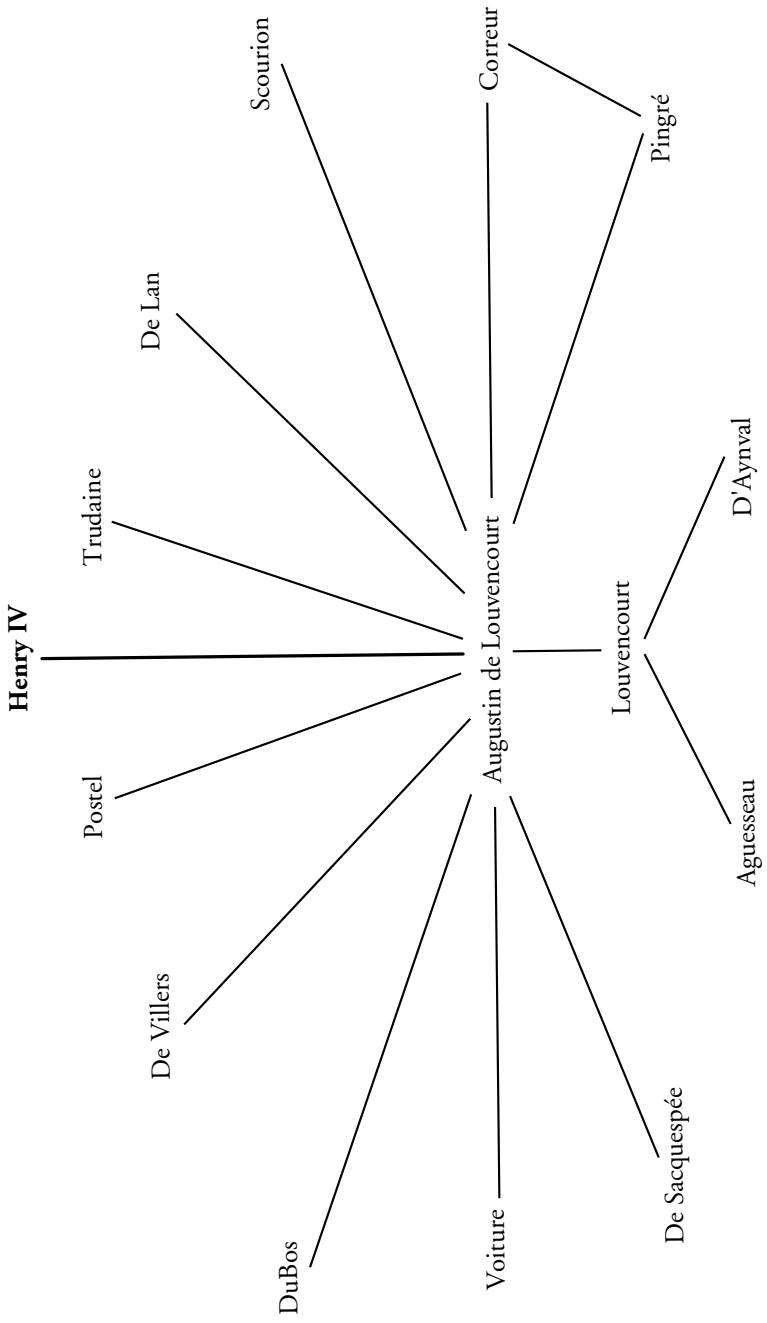 Henry IV
Postel
Trudaine
De Villers
De Lan
DuBos
Scourion
Voiture
Augustin de Louvencourt
Correur
Louvencourt
De Sacquespée
Pingré
Aguesseau
D'Aynval